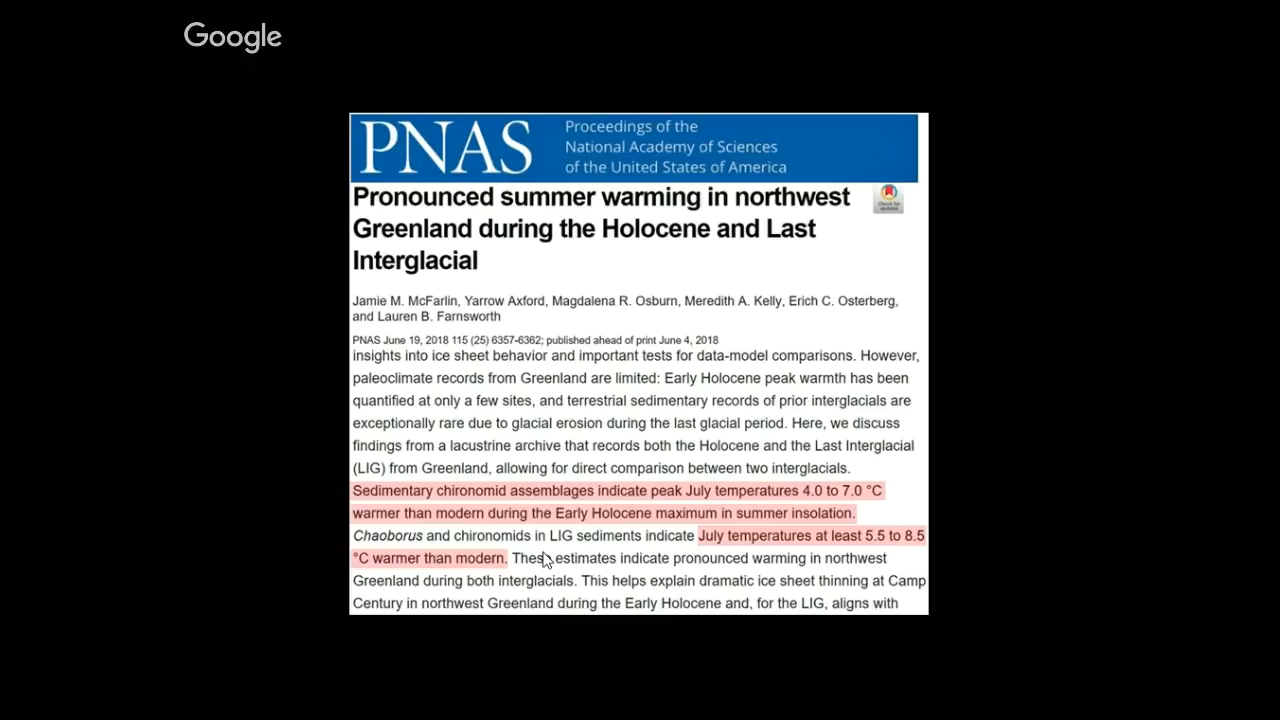 Google
PNAS
Proceedings of the
National Academy of Sciences
of the United States of America
Pronounced summer warming in northwest
Greenland during the Holocene and Last
Interglacial
Check for
updates
Jamie M. McFarlin, Yarrow Axford, Magdalena R. Osburn, Meredith A. Kelly, Erich C. Osterberg,
and Lauren B. Farnsworth
PNAS June 19, 2018 115 (25) 6357-6362; published ahead of print June 4, 2018
insights into ice sheet behavior and important tests for data-model comparisons. However,
paleoclimate records from Greenland are limited: Early Holocene peak warmth has been
quantified at only a few sites, and terrestrial sedimentary records of prior interglacials are
exceptionally rare due to glacial erosion during the last glacial period. Here, we discuss
findings from a lacustrine archive that records both the Holocene and the Last Interglacial
(LIG) from Greenland, allowing for direct comparison between two interglacials.
Sedimentary chironomid assemblages indicate peak July temperatures 4.0 to 7.0 °C
warmer than modern during the Early Holocene maximum in summer insolation.
Chaoborus and chironomids in LIG sediments indicate July temperatures at least 5.5 to 8.5
°C warmer than modern. These estimates indicate pronounced warming in northwest
Greenland during both interglacials. This helps explain dramatic ice sheet thinning at Camp
Century in northwest Greenland during the Early Holocene and, for the LIG, aligns with